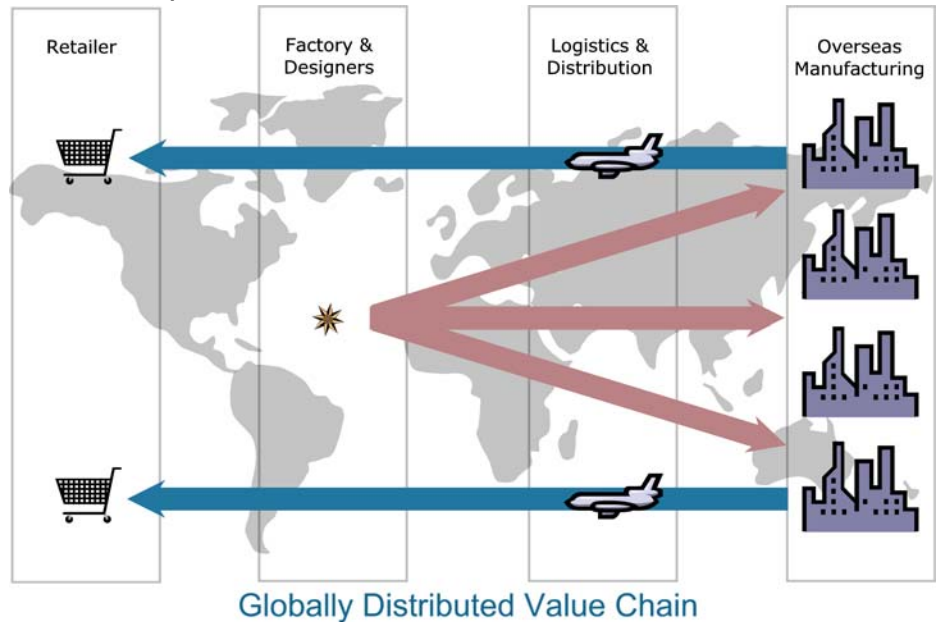 Retailer
Factory &
Designers
Logistics &
Distribution
Overseas
Manufacturing
Globally Distributed Value Chain